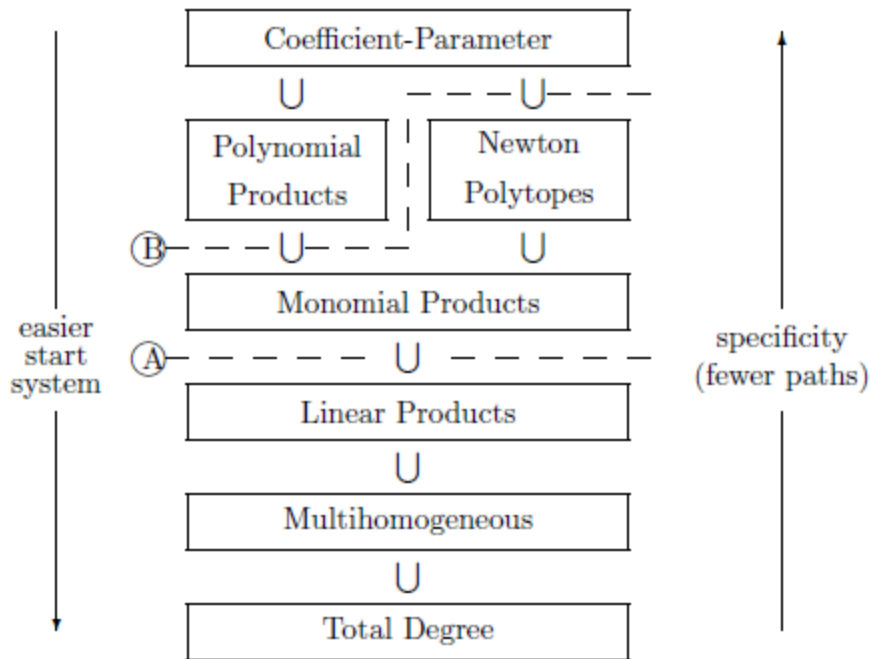 Coefficient-Parameter
⋃
⋃
Polynomial
Products
Newton
Polytopes
B
⋃
⋃
Monomial Products
easier
start
system
A
⋃
specificity
(fewer paths)
Linear Products
⋃
Multihomogeneous
⋃
Total Degree